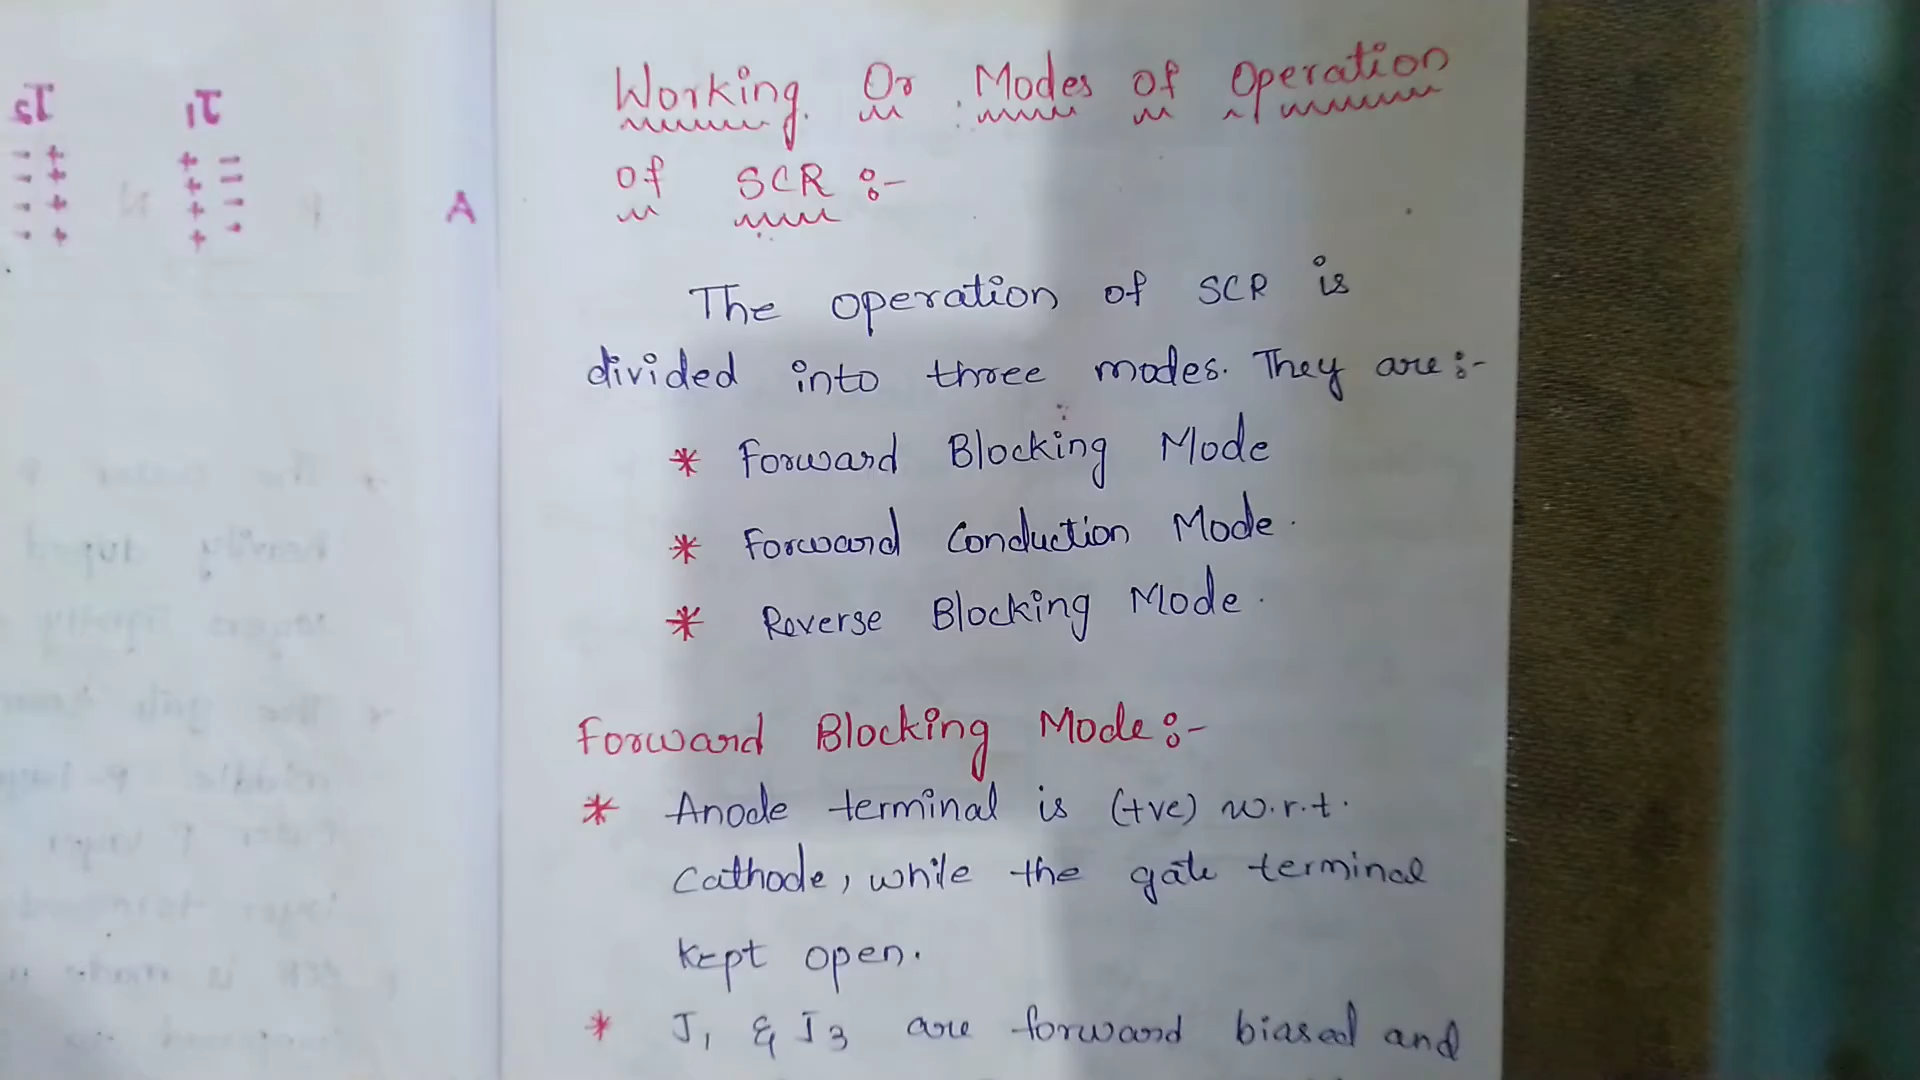 Working Or Modes Of Operation
of SCR :-
The operation of SCR is
divided into three modes. They are :-
* Forward Blocking Mode
* Forward Conduction Mode.
* Reverse Blocking Mode.
Forward Blocking Mode :-
* Anode terminal is (+ve) w.r.t.
cathode, while the gate terminal
kept open.
* J1 & J3 are forward biased and
A
J1
J2